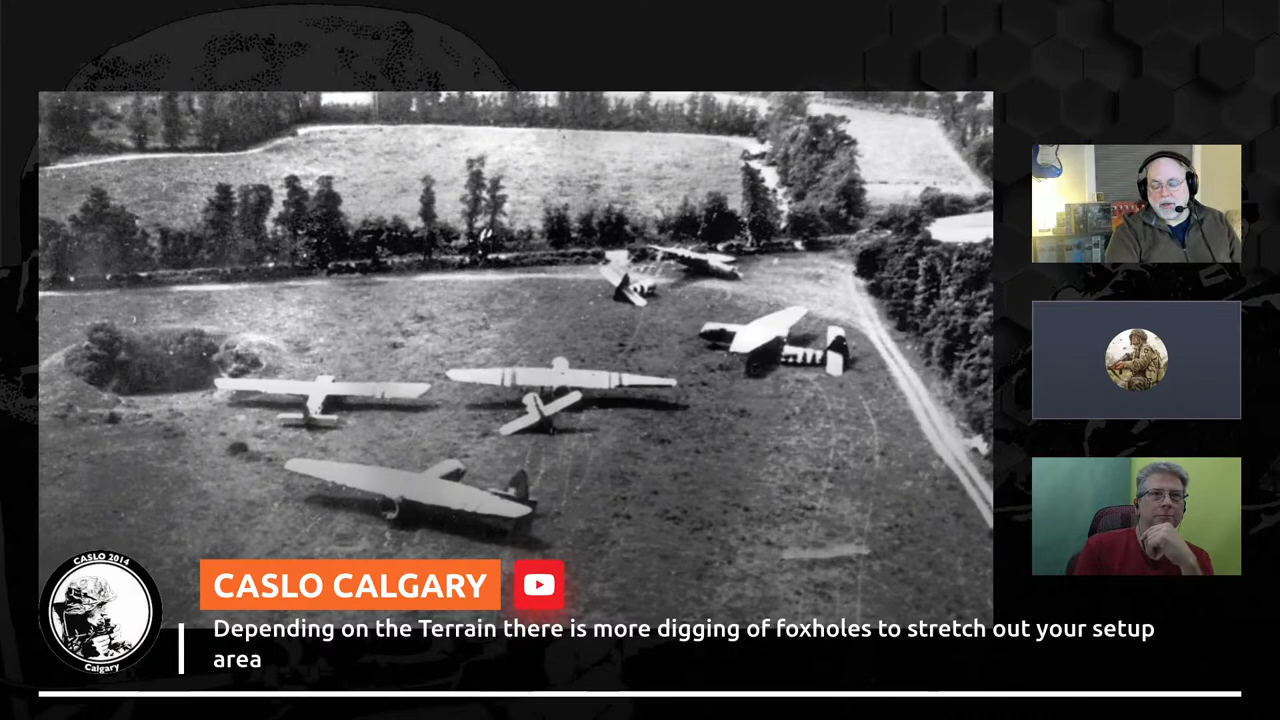 CASLO CALGARY
Depending on the Terrain there is more digging of foxholes to stretch out your setup
area
CASLO 2014
Calgary